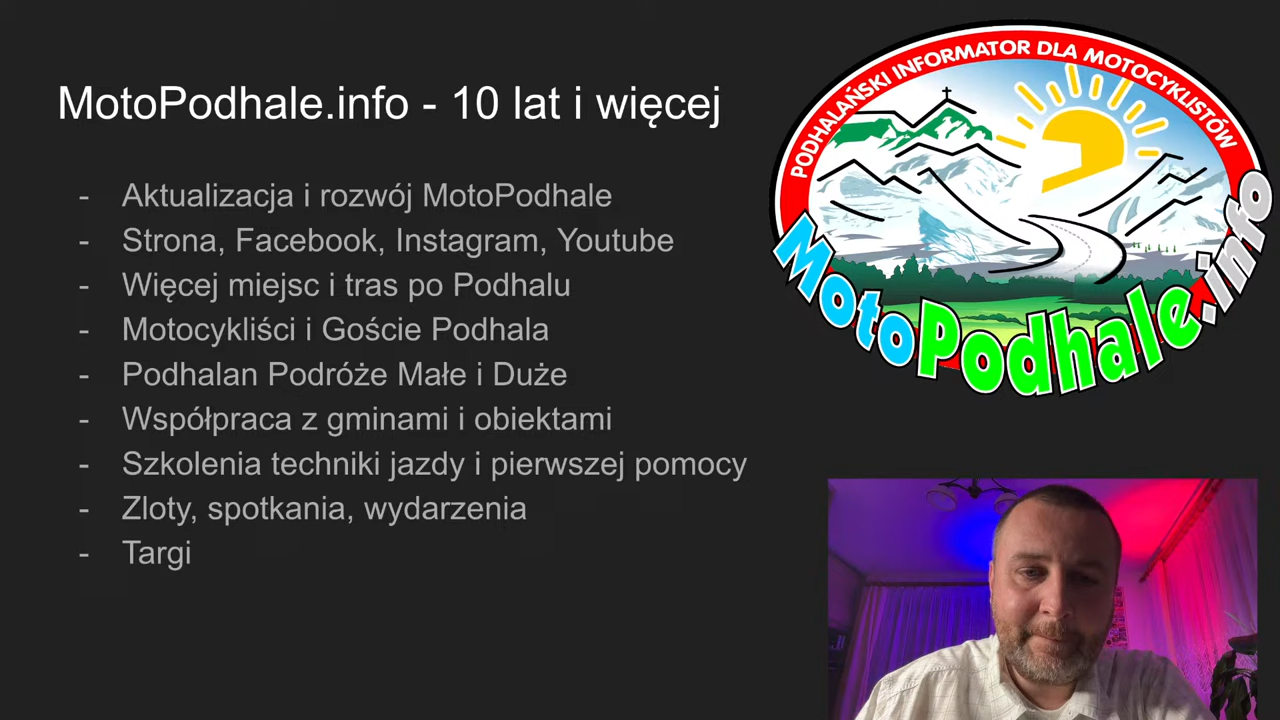 MotoPodhale.info - 10 lat i więcej
- Aktualizacja i rozwój MotoPodhale
- Strona, Facebook, Instagram, Youtube
- Więcej miejsc i tras po Podhalu
- Motocykliści i Goście Podhala
- Podhalan Podróże Małe i Duże
- Współpraca z gminami i obiektami
- Szkolenia techniki jazdy i pierwszej pomocy
- Zloty, spotkania, wydarzenia
- Targi
PODHALAŃSKI INFORMATOR DLA MOTOCYKLISTÓW
MotoPodhale.info